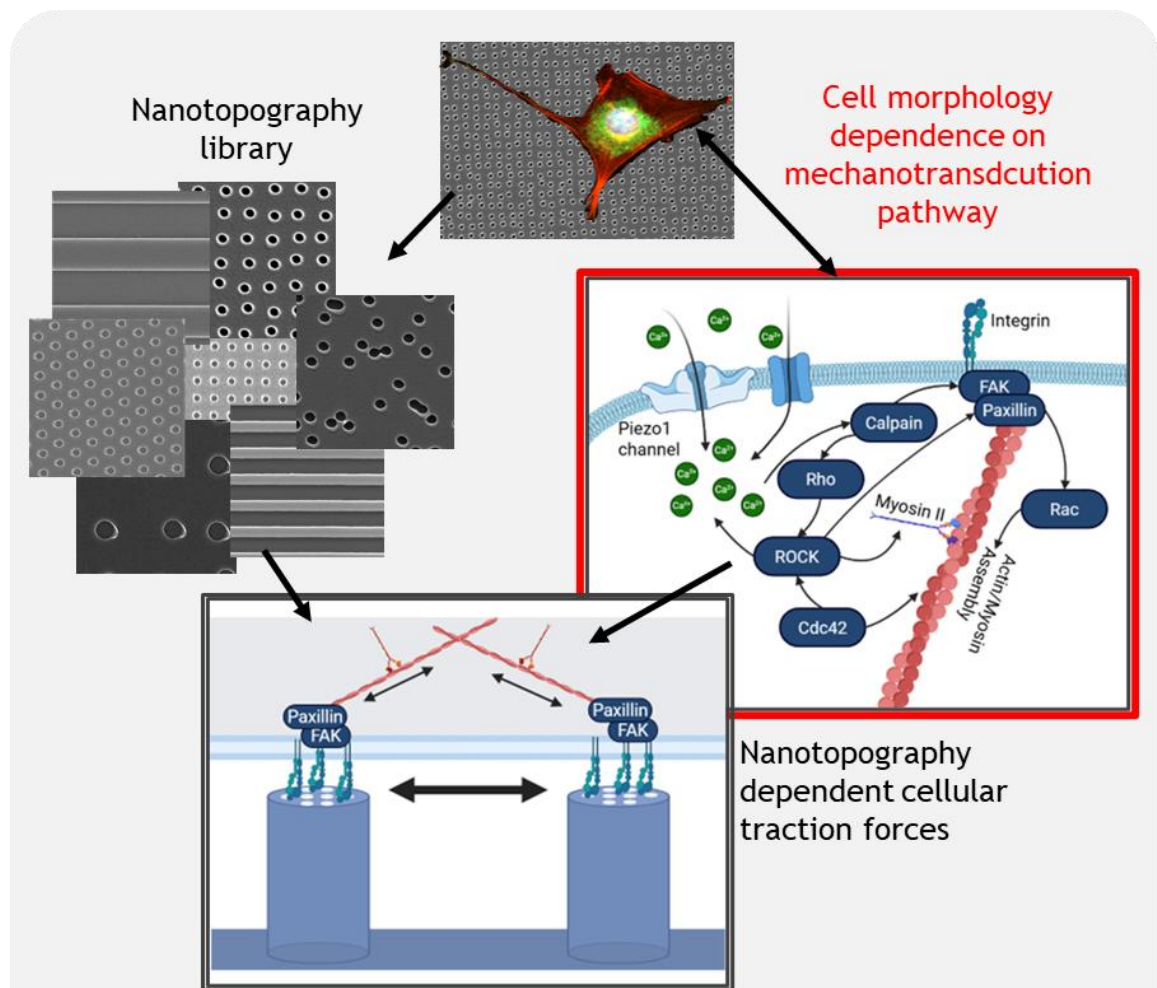 Nanotopography
library
Cell morphology
dependence on
mechanotransdcution
pathway
Ca²⁺
Ca²⁺
Ca²⁺
Integrin
FAK
Paxillin
Piezo1
channel
Calpain
Ca²⁺
Ca²⁺
Ca²⁺
Ca²⁺
Ca²⁺
Rho
Myosin II
Rac
ROCK
Actin/Myosin
Assembly
Cdc42
Paxillin
FAK
Paxillin
FAK
Nanotopography
dependent cellular
traction forces